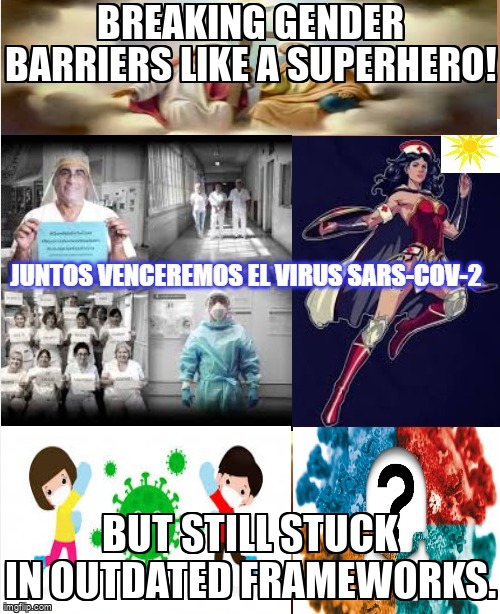 BREAKING GENDER
BARRIERS LIKE A SUPERHERO!
JUNTOS VENCEREMOS EL VIRUS SARS-COV-2
?
BUT STILL STUCK
IN OUTDATED FRAMEWORKS.
imgflip.com